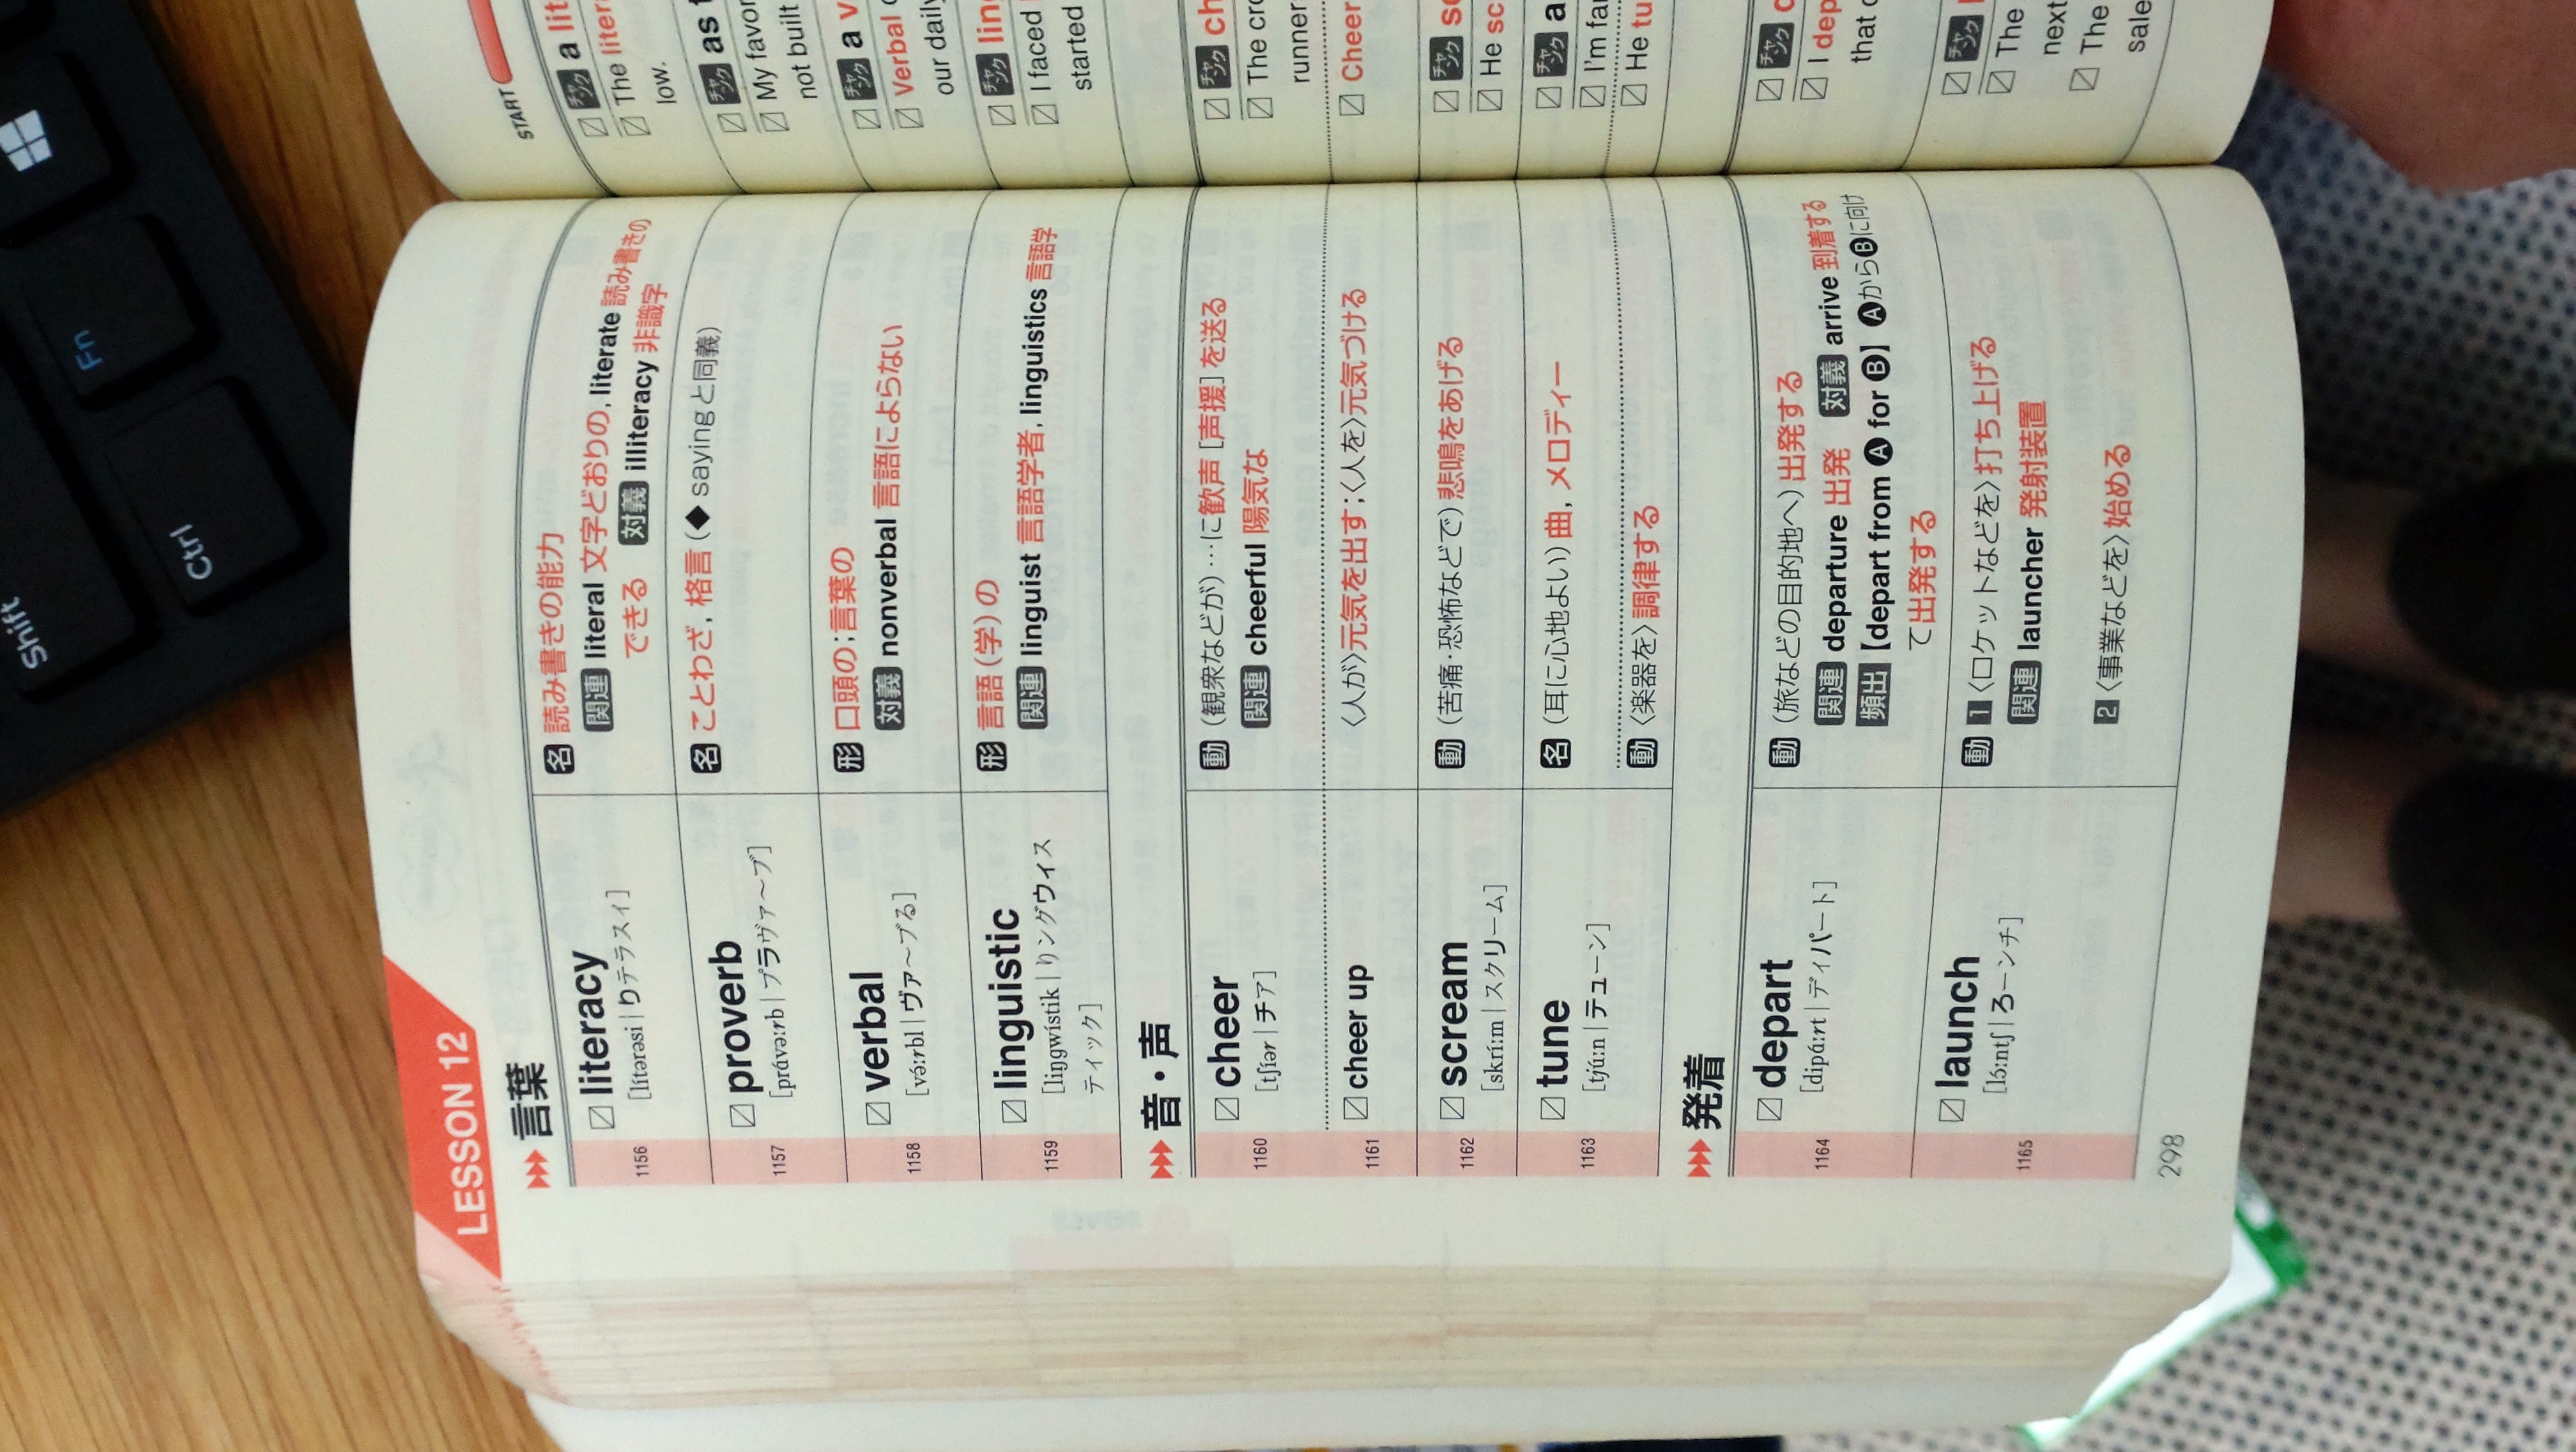 Shift
Fn
Ctrl
LESSON 12
言葉
1156
literacy
[lítərəsi | りテラスィ]
名 読み書きの能力
関連 literal 文字どおりの, literate 読み書きの
できる 対義 illiteracy 非識字
1157
proverb
[právəːrb | プラヴァ〜ブ]
名 ことわざ, 格言 (◆ sayingと同義)
1158
verbal
[və́ːrbl | ヴァ〜ブる]
形 口頭の;言葉の
対義 nonverbal 言語によらない
1159
linguistic
[liŋgwístik | リングウィス
ティック]
形 言語(学)の
関連 linguist 言語学者, linguistics 言語学
音・声
1160
cheer
[tʃíər | チア]
動 (観衆などが)…に歓声[声援]を送る
関連 cheerful 陽気な
1161
cheer up
〈人が〉元気を出す;〈人を〉元気づける
1162
scream
[skríːm | スクリーム]
動 (苦痛・恐怖などで)悲鳴をあげる
1163
tune
[tjúːn | テューン]
名 (耳に心地よい)曲, メロディー
動 〈楽器を〉調律する
発着
1164
depart
[dipáːrt | ディパート]
動 (旅などの目的地へ)出発する
関連 departure 出発 対義 arrive 到着する
頻出 【depart from A for B】 AからBに向け
て出発する
1165
launch
[lɔ́ːntʃ | ろーンチ]
動 1〈ロケットなどを〉打ち上げる
関連 launcher 発射装置
2〈事業などを〉始める
298
START
チャンク a
The
low.
チャンク as
My
not built
チャンク a
Verbal
our daily
チャンク
I faced
started
チャンク
The
チャンク
He
チャンク a
I'm
He
チャンク
I
that
チャンク
The
next
The